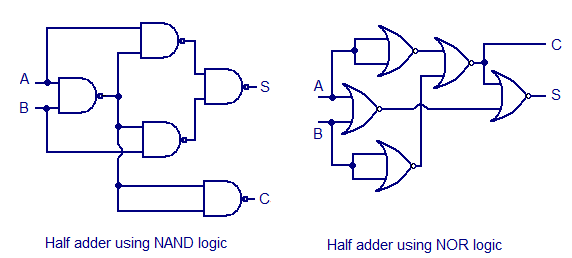 A
B
S
C
Half adder using NAND logic
A
B
C
S
Half adder using NOR logic